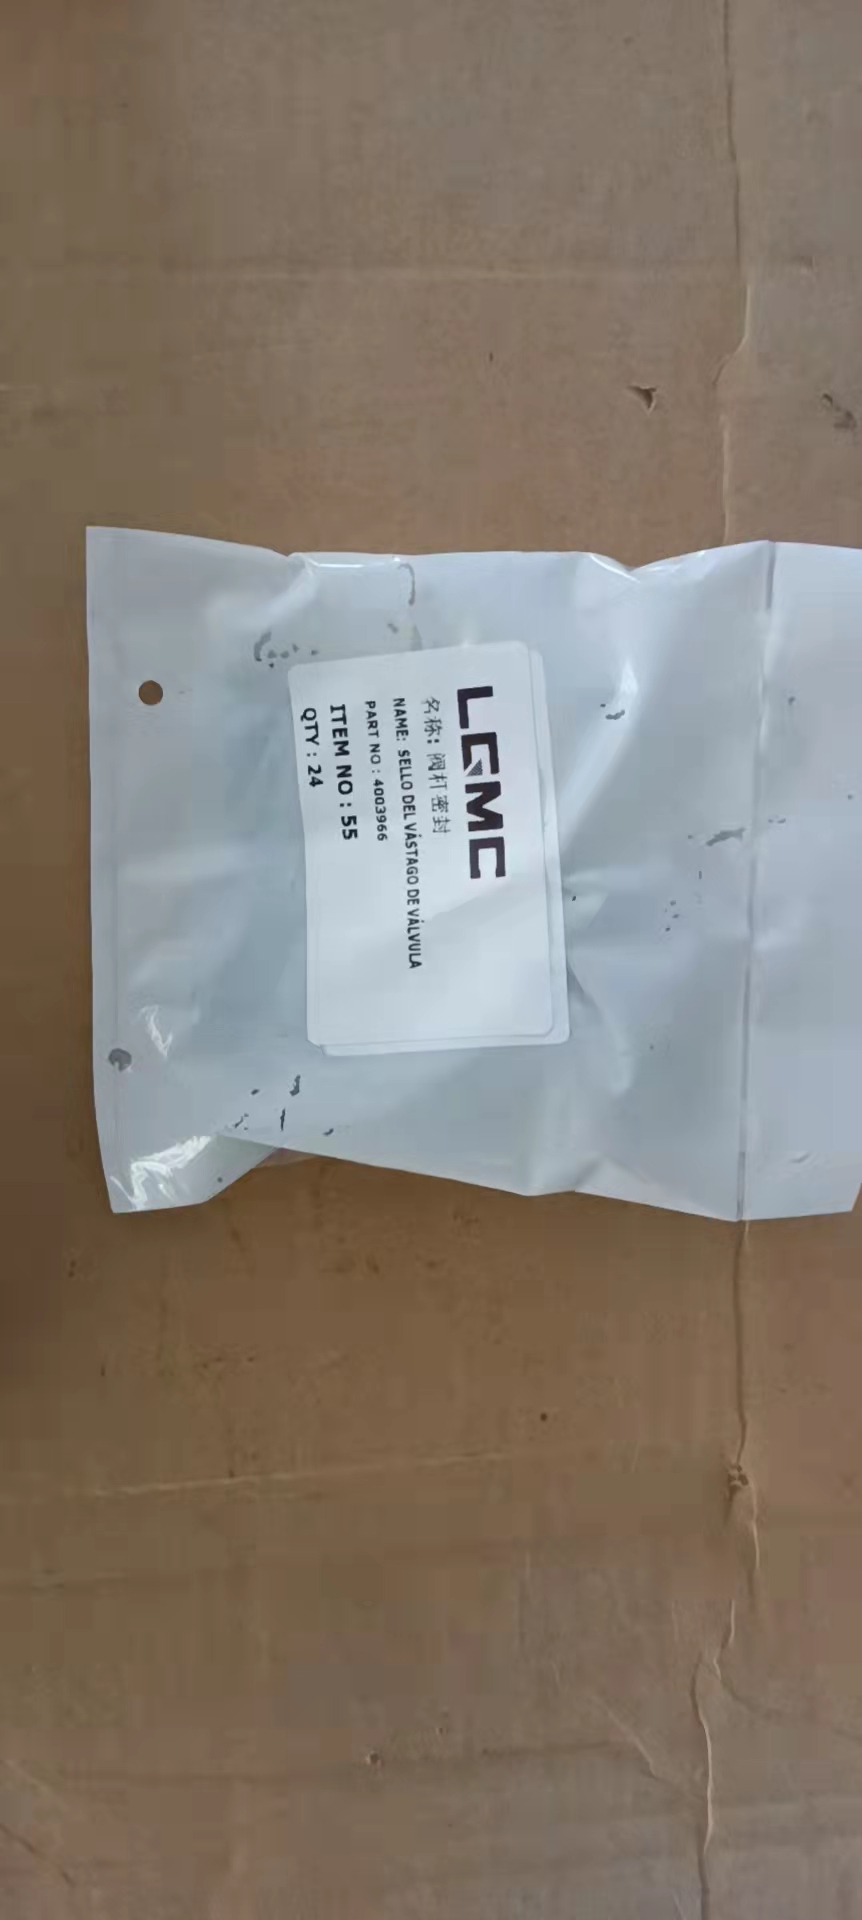 LGMC
名称: 阀杆密封
NAME: SELLO DEL VÁSTAGO DE VÁLVULA
PART NO : 4003966
ITEM NO : 55
QTY : 24